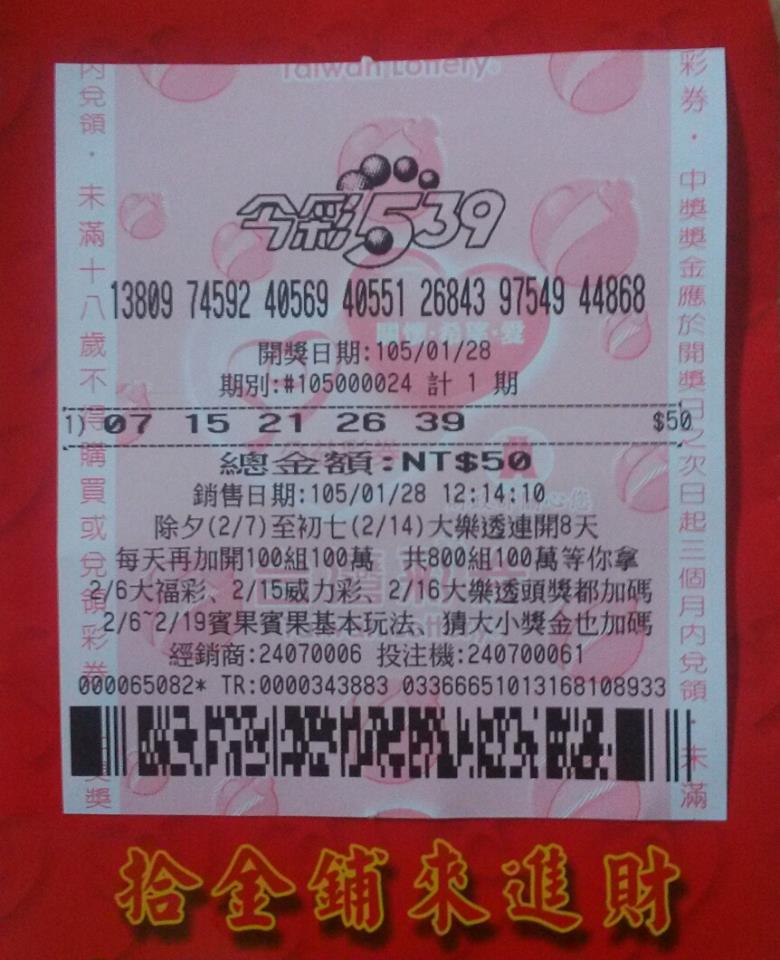 Taiwan Lottery
今彩539
13809 74592 40569 40551 26843 97549 44868
開獎日期:105/01/28
期別:#105000024 計 1 期
1) 07 15 21 26 39 $50
總金額:NT$50
銷售日期:105/01/28 12:14:10
除夕(2/7)至初七(2/14)大樂透連開8天
每天再加開100組100萬 共800組100萬等你拿
2/6大福彩、2/15威力彩、2/16大樂透頭獎都加碼
2/6~2/19賓果賓果基本玩法、猜大小獎金也加碼
經銷商:24070006 投注機:240700061
000065082* TR:0000343883 03366651013168108933
內兌領．未滿十八歲不得購買或兌領彩券
彩券．中獎獎金應於開獎日之次日起三個月內兌領．未滿
拾金鋪來進財